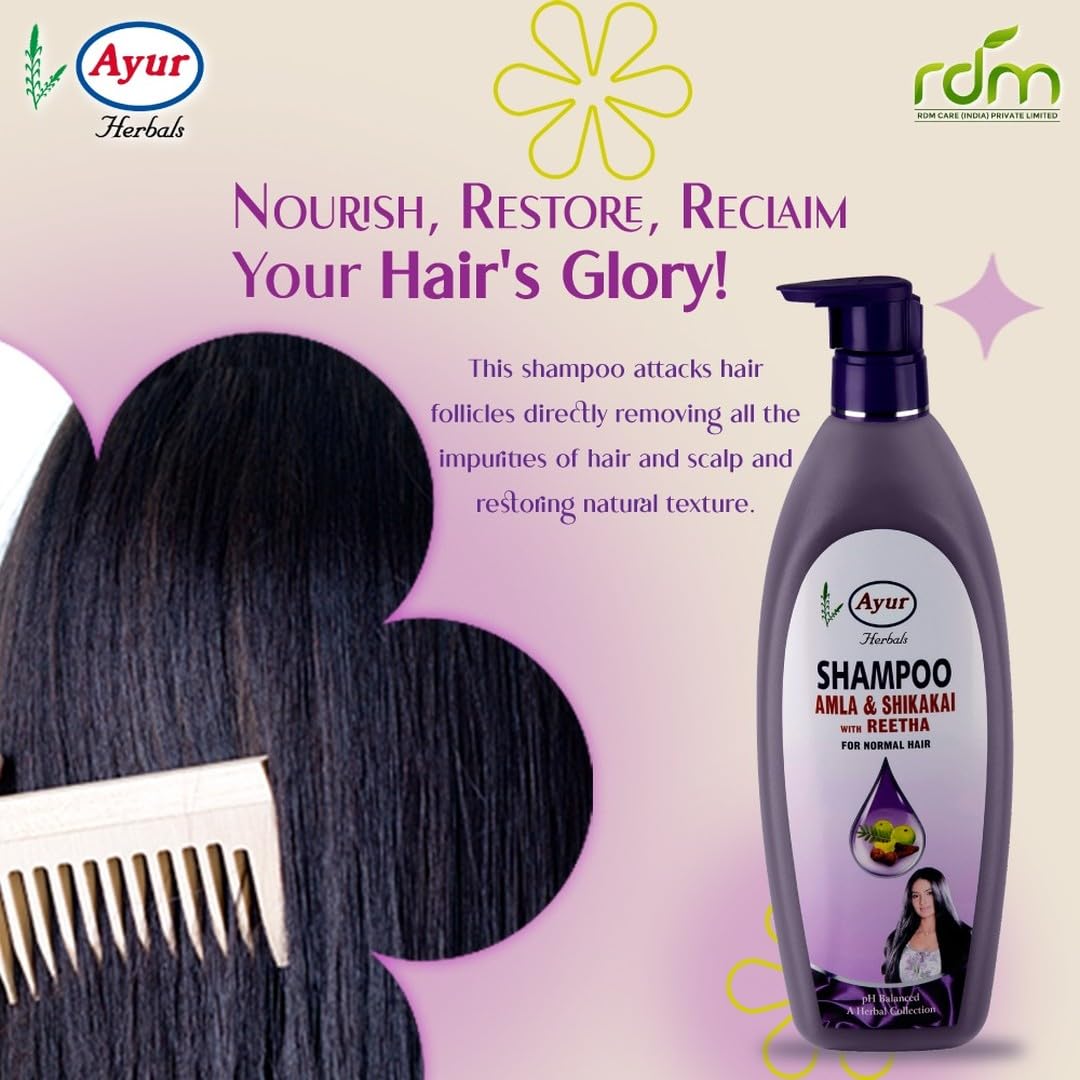 Ayur
Herbals
rdm
RDM CARE (INDIA) PRIVATE LIMITED
NOURISH, RESTORE, RECLAIM
Your Hair's Glory!
This shampoo attacks hair
follicles directly removing all the
impurities of hair and scalp and
restoring natural texture.
Ayur
Herbals
SHAMPOO
AMLA & SHIKAKAI
WITH REETHA
FOR NORMAL HAIR
pH Balanced
A Herbal Collection